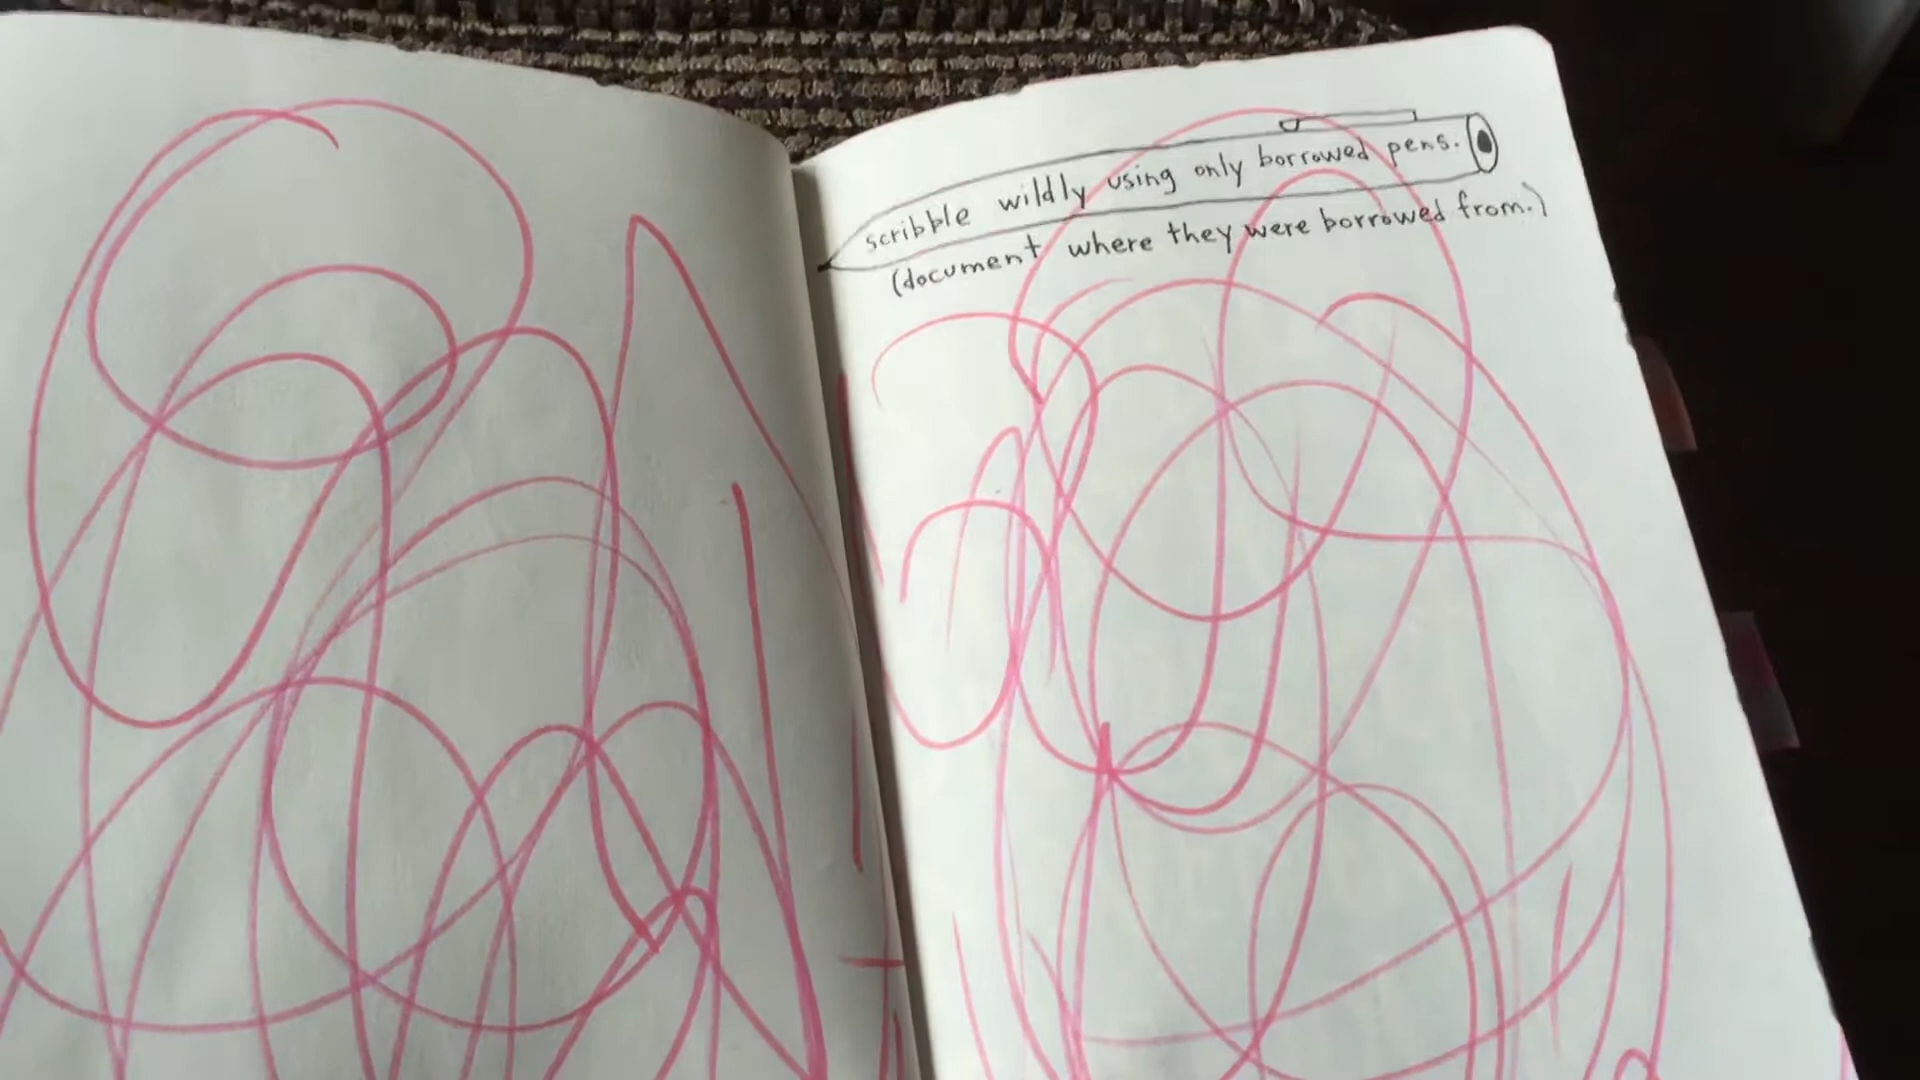 scribble wildly using only borrowed pens.
(document where they were borrowed from.)